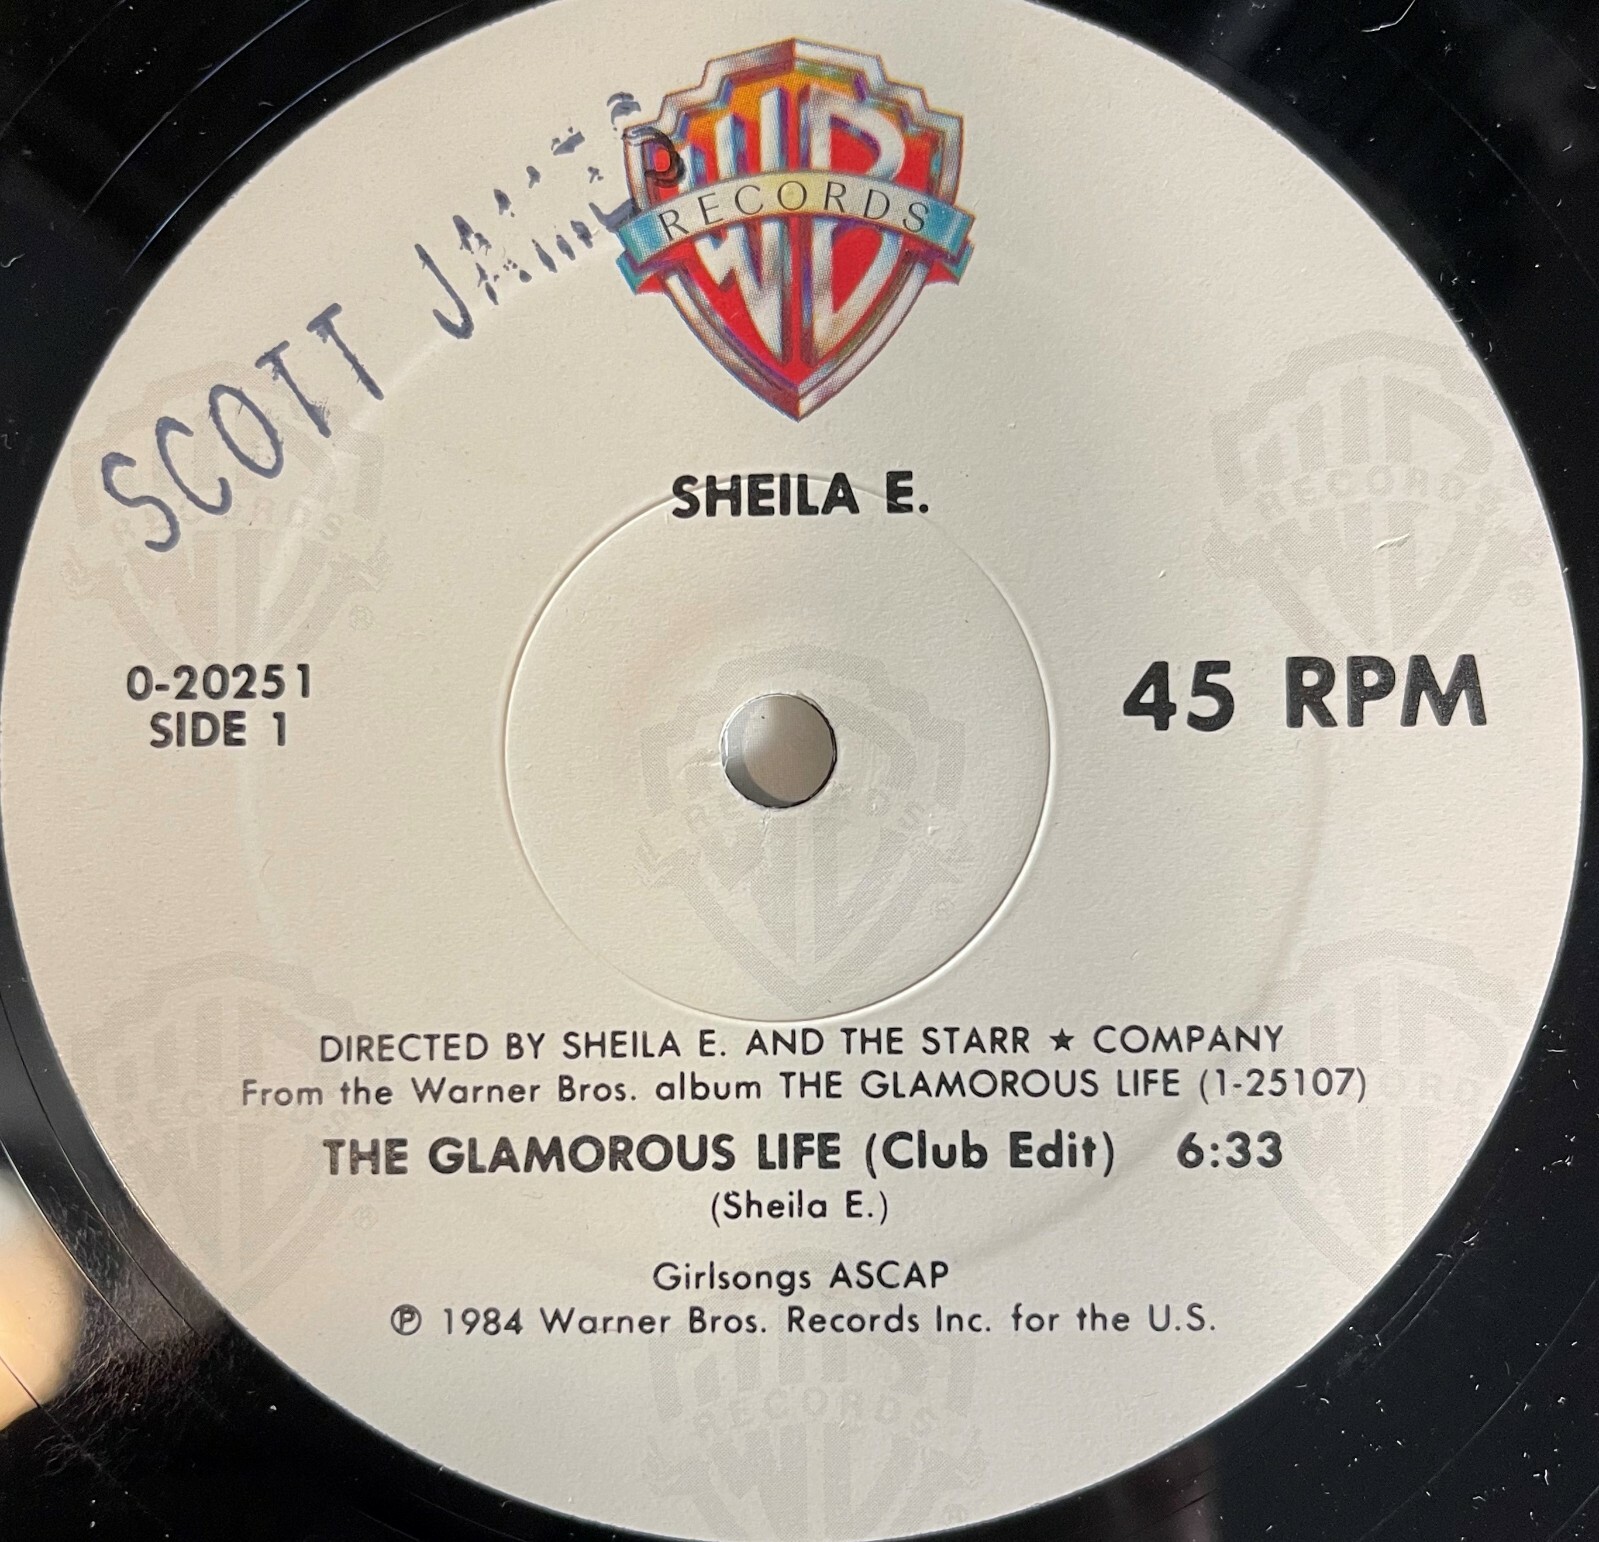 SCOTT JAMES
WB
RECORDS
SHEILA E.
0-20251
SIDE 1
45 RPM
DIRECTED BY SHEILA E. AND THE STARR ★ COMPANY
From the Warner Bros. album THE GLAMOROUS LIFE (1-25107)
THE GLAMOROUS LIFE (Club Edit) 6:33
(Sheila E.)
Girlsongs ASCAP
℗ 1984 Warner Bros. Records Inc. for the U.S.